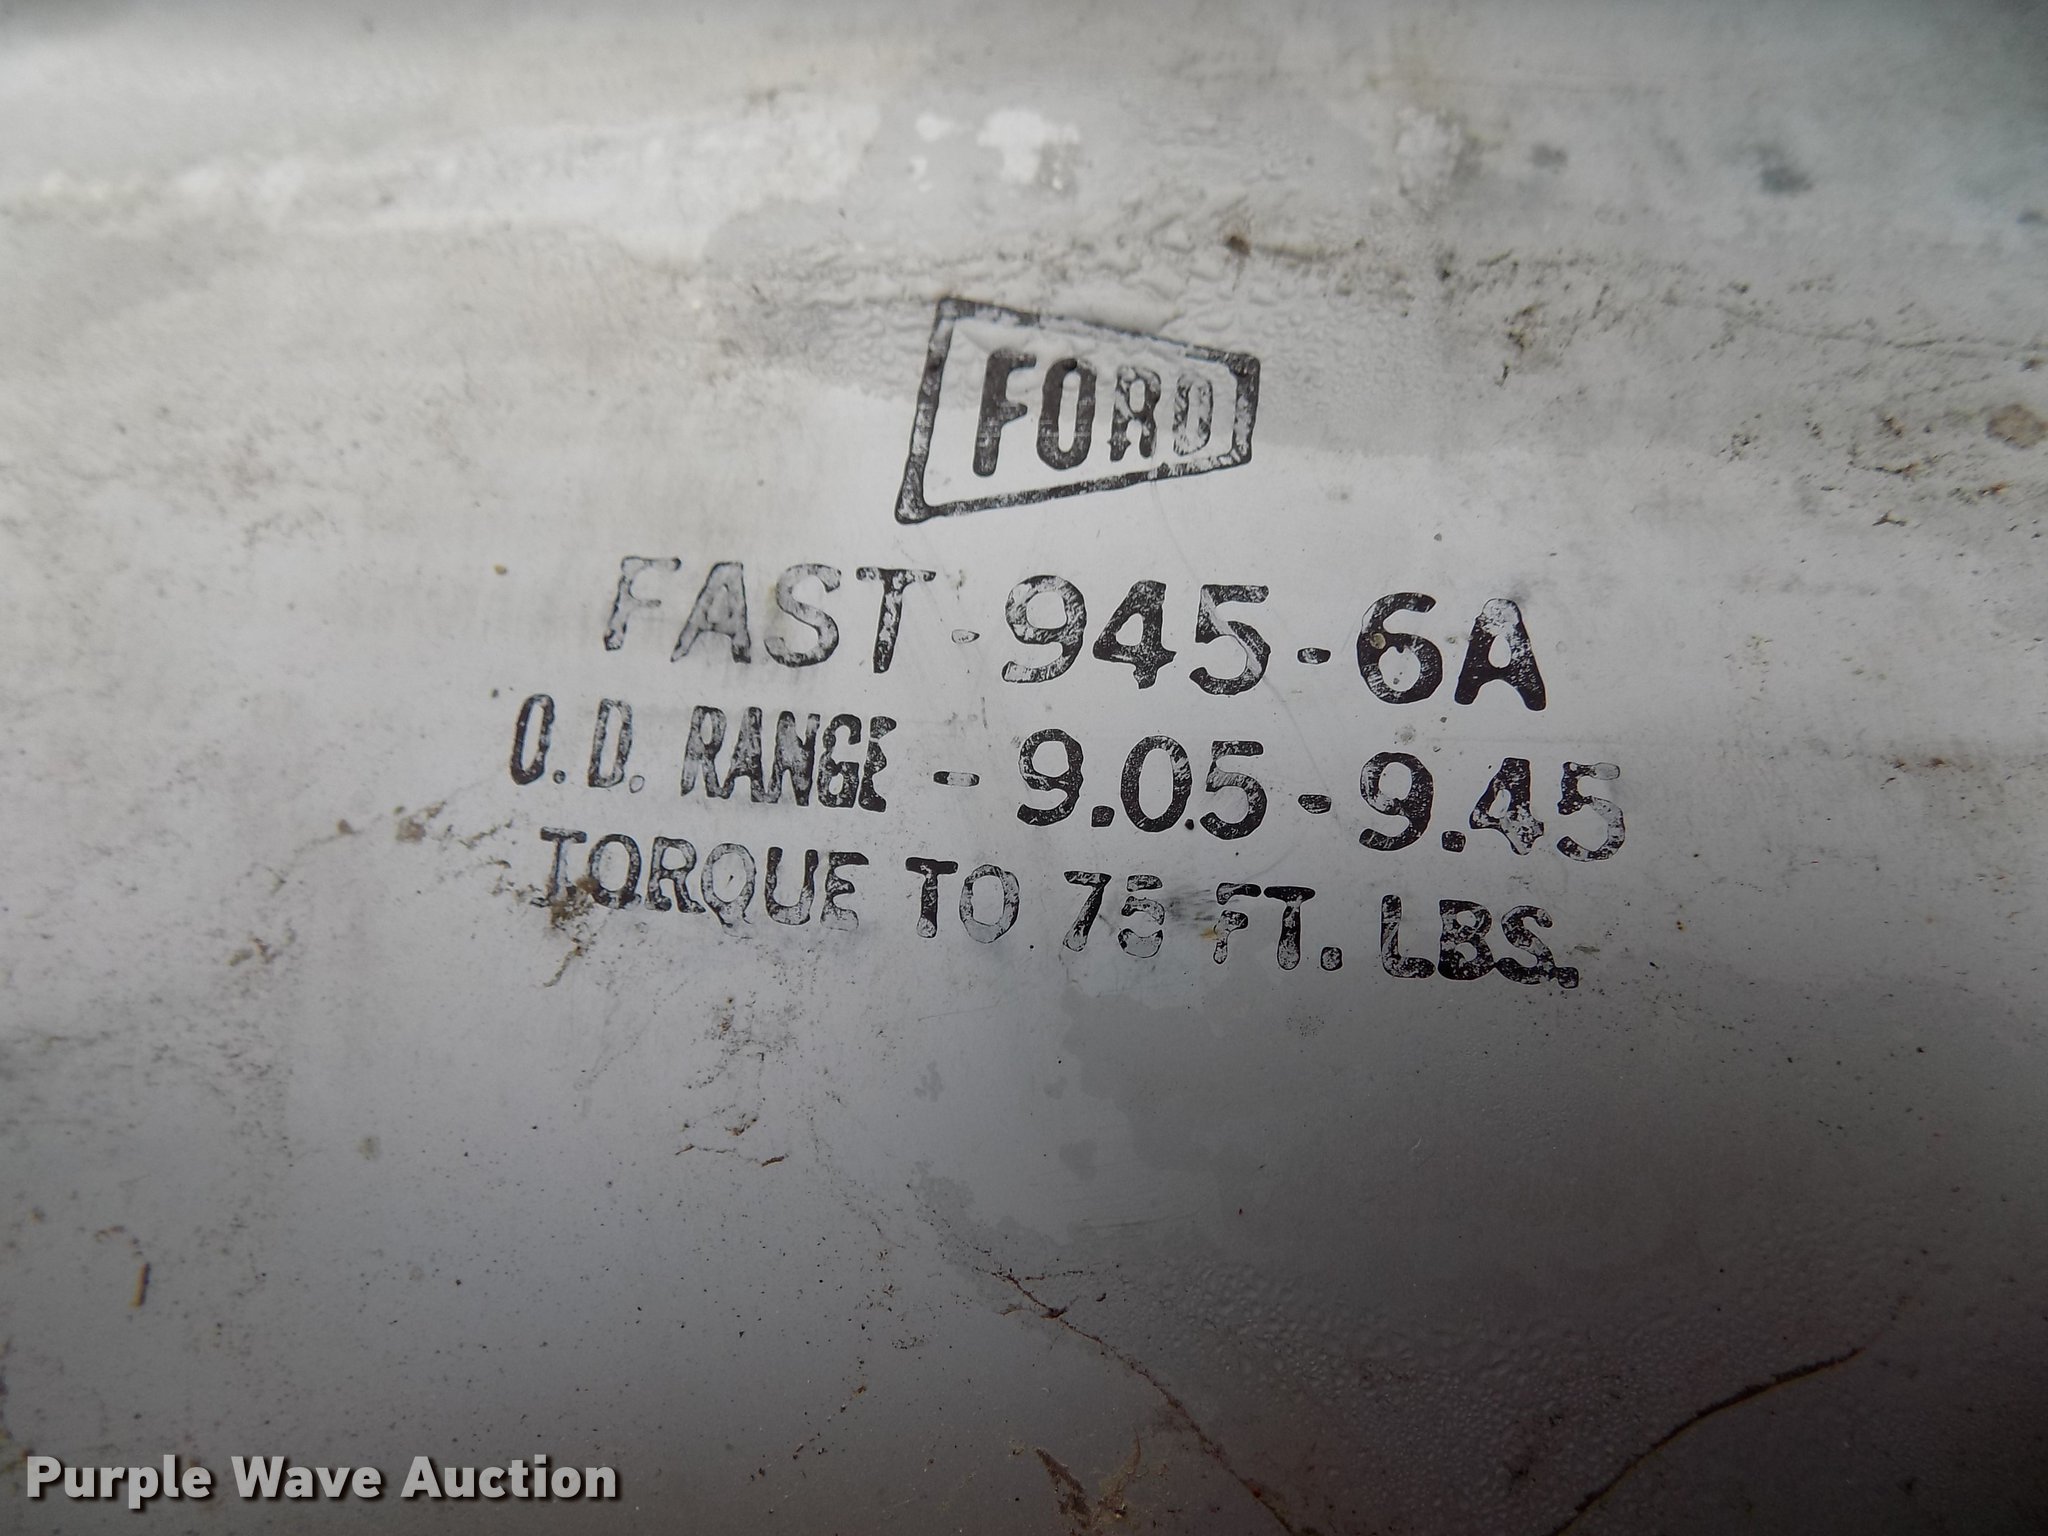 FORD
FAST-945-6A
O.D. RANGE - 9.05-9.45
TORQUE TO 75 FT. LBS.
Purple Wave Auction